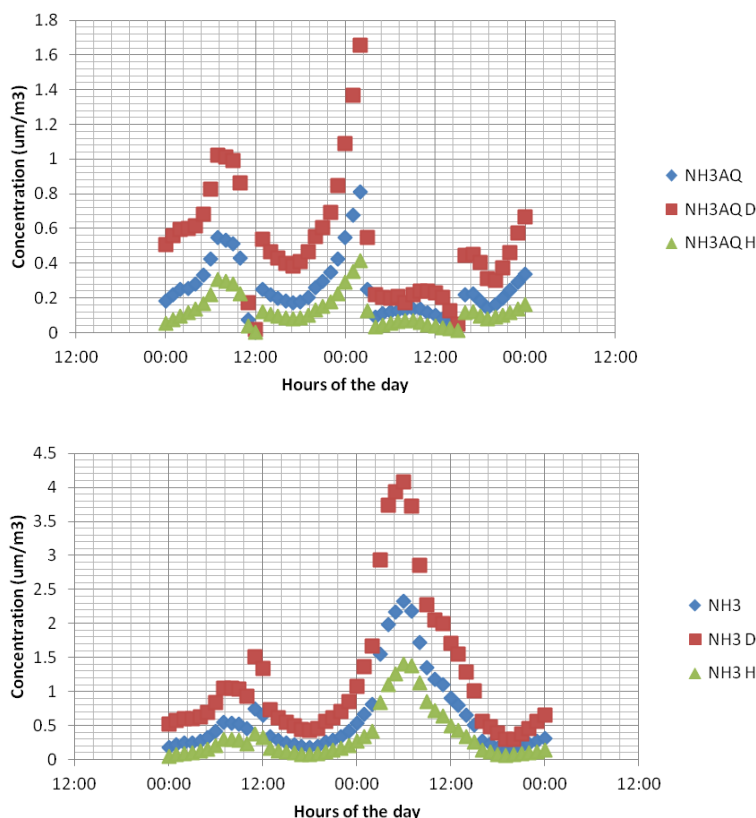 1.8
1.6
1.4
1.2
1
0.8
0.6
0.4
0.2
0
Concentration (um/m3)
12:00 00:00 12:00 00:00 12:00 00:00 12:00
Hours of the day
NH3AQ
NH3AQ D
NH3AQ H
4.5
4
3.5
3
2.5
2
1.5
1
0.5
0
Concentration (um/m3)
12:00 00:00 12:00 00:00 12:00 00:00 12:00
Hours of the day
NH3
NH3 D
NH3 H